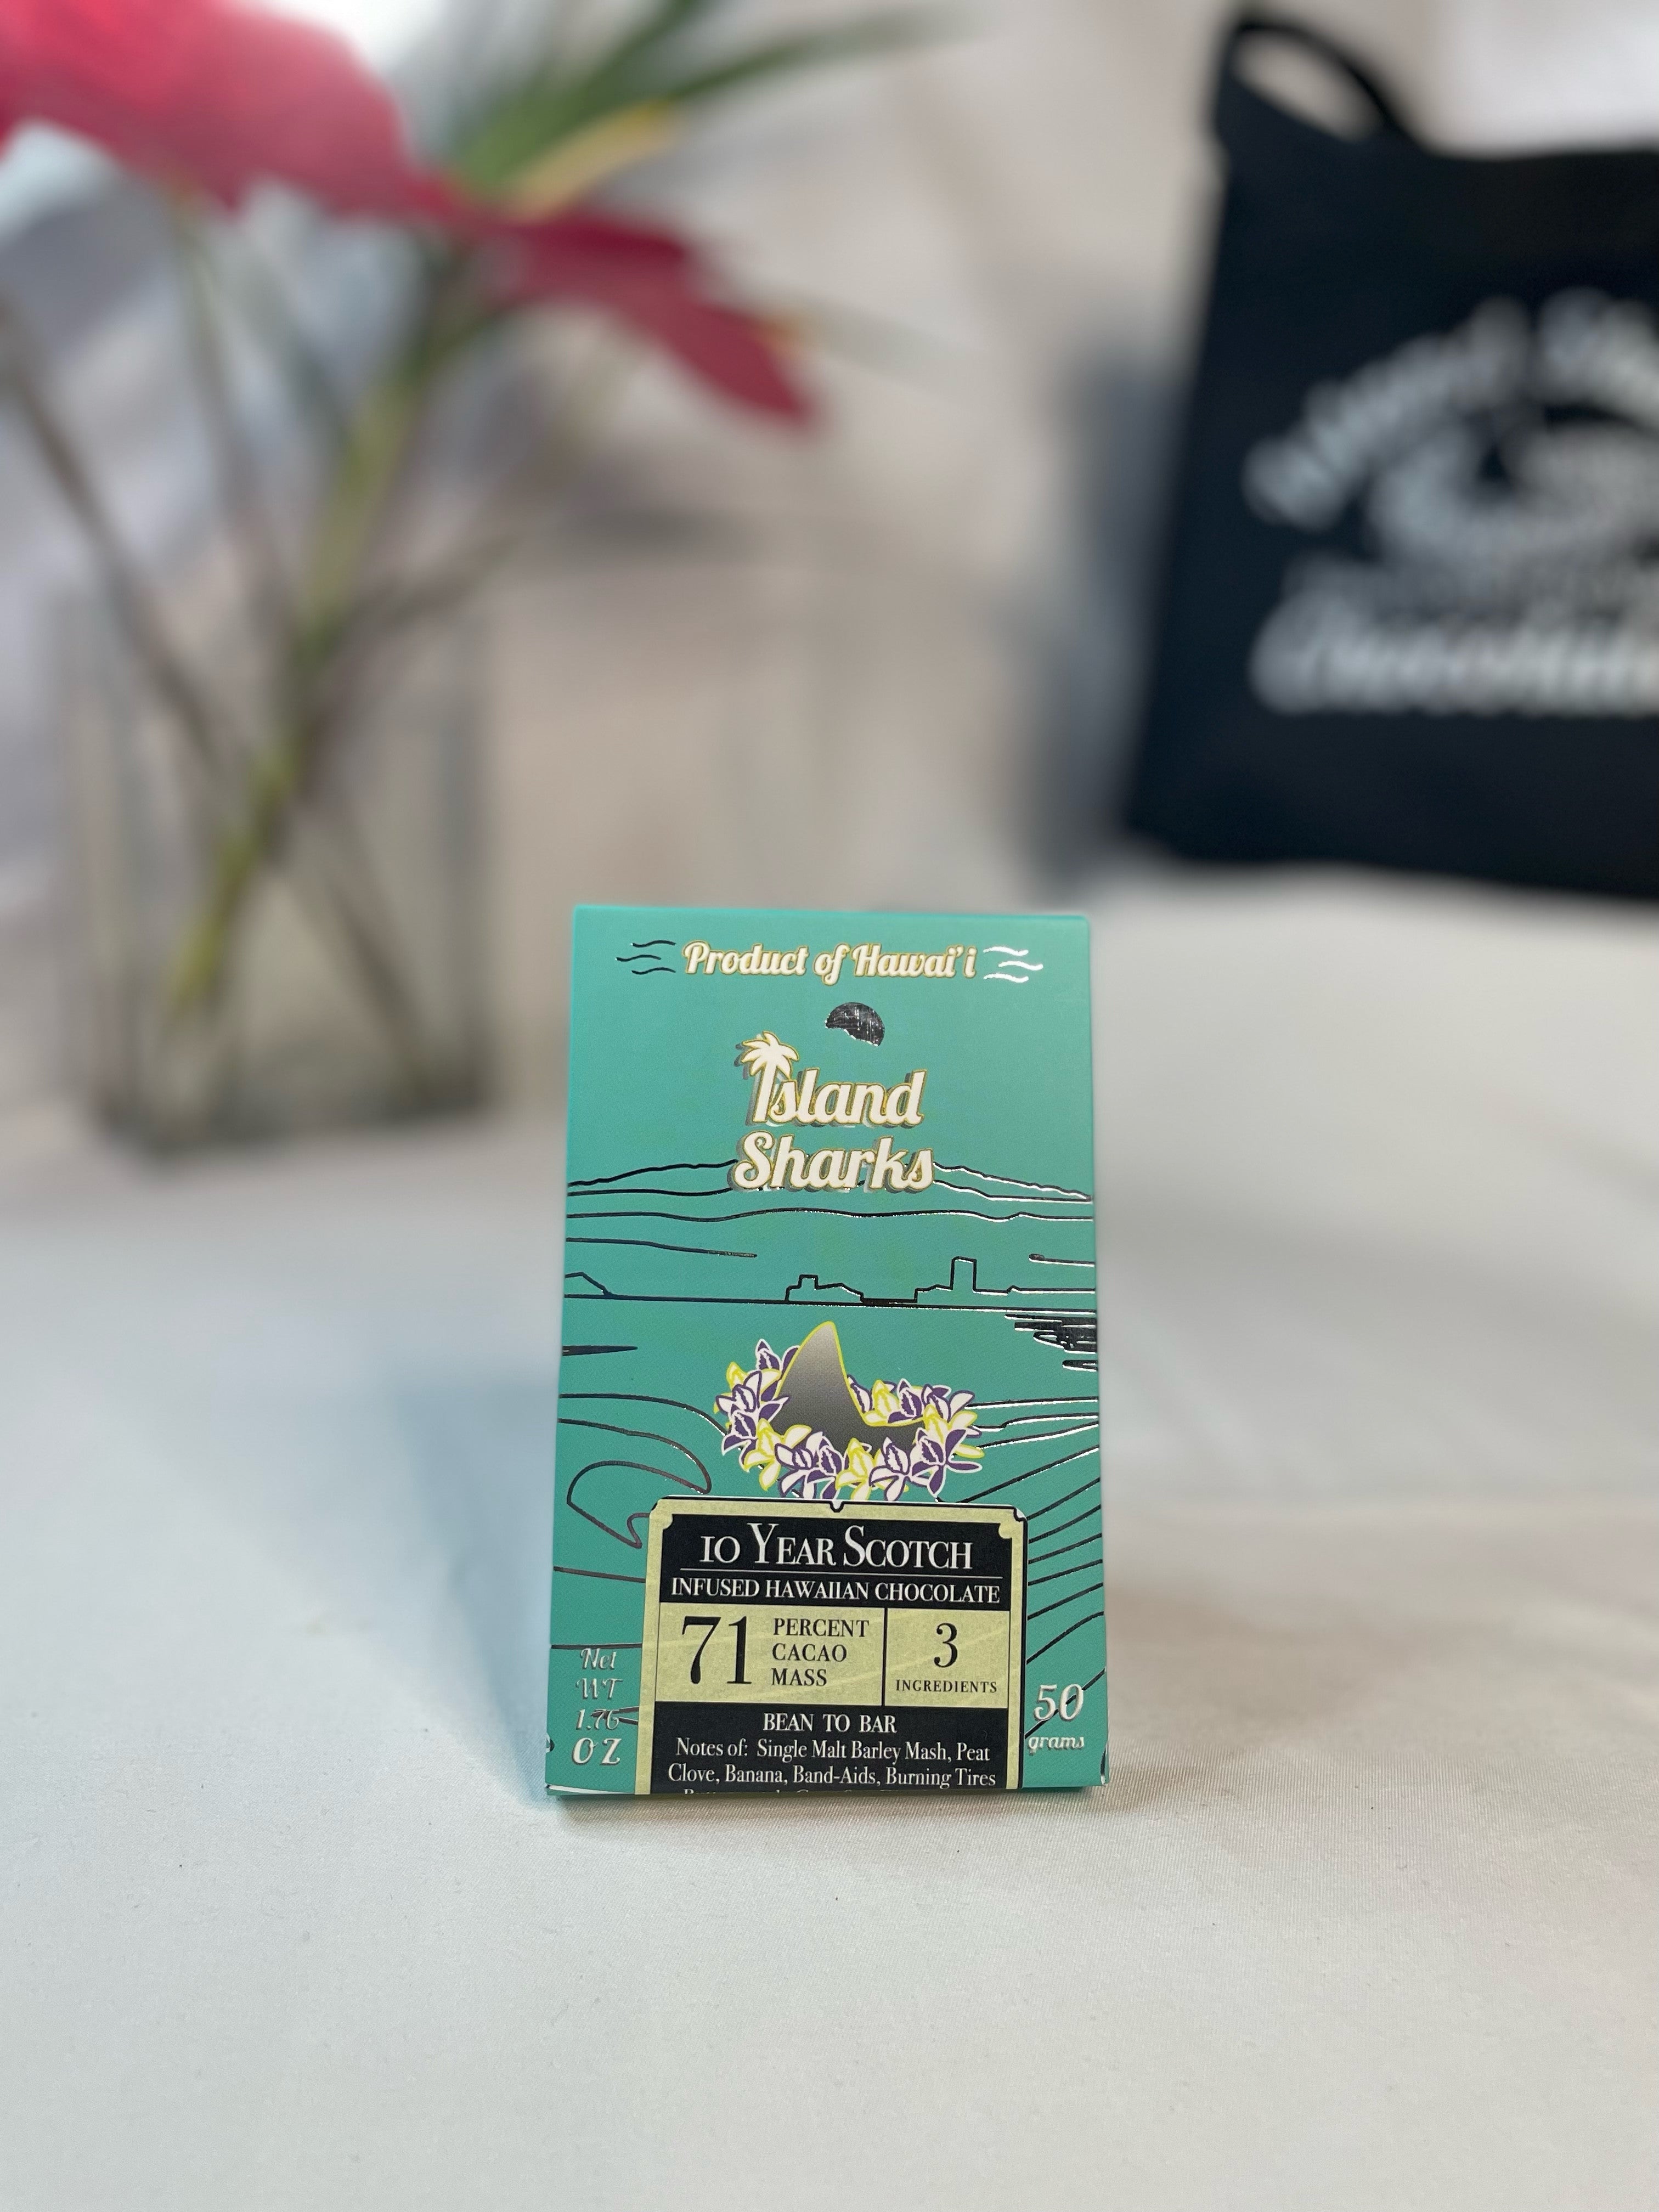 Product of Hawai'i
Island
Sharks
10 YEAR SCOTCH
INFUSED HAWAIIAN CHOCOLATE
71
PERCENT
CACAO
MASS
3
INGREDIENTS
Net
WT
1.76
OZ
50
grams
BEAN TO BAR
Notes of: Single Malt Barley Mash, Peat
Clove, Banana, Band-Aids, Burning Tires